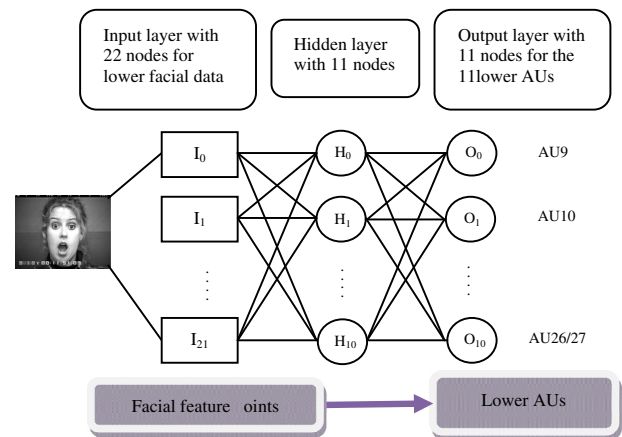 Input layer with
22 nodes for
lower facial data
Hidden layer
with 11 nodes
Output layer with
11 nodes for the
11lower AUs
I0 H0 O0 AU9
I1 H1 O1 AU10
I21 H10 O10 AU26/27
Facial feature oints
Lower AUs